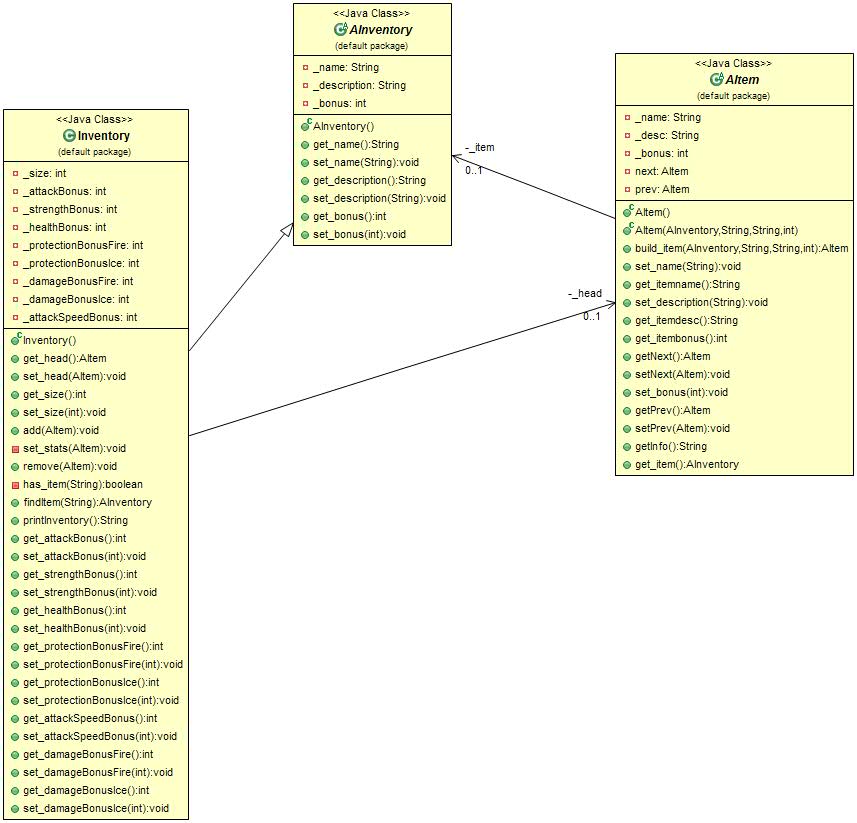 <<Java Class>>
AInventory
(default package)
_name: String
_description: String
_bonus: int
AInventory()
get_name():String
set_name(String):void
get_description():String
set_description(String):void
get_bonus():int
set_bonus(int):void
<<Java Class>>
AItem
(default package)
_name: String
_desc: String
_bonus: int
next: AItem
prev: AItem
AItem()
AItem(AInventory,String,String,int)
build_item(AInventory,String,String,int):AItem
set_name(String):void
get_itemname():String
set_description(String):void
get_itemdesc():String
get_itembonus():int
getNext():AItem
setNext(AItem):void
set_bonus(int):void
getPrev():AItem
setPrev(AItem):void
getInfo():String
get_item():AInventory
<<Java Class>>
Inventory
(default package)
_size: int
_attackBonus: int
_strengthBonus: int
_healthBonus: int
_protectionBonusFire: int
_protectionBonusIce: int
_damageBonusFire: int
_damageBonusIce: int
_attackSpeedBonus: int
Inventory()
get_head():AItem
set_head(AItem):void
get_size():int
set_size(int):void
add(AItem):void
set_stats(AItem):void
remove(AItem):void
has_item(String):boolean
findItem(String):AInventory
printInventory():String
get_attackBonus():int
set_attackBonus(int):void
get_strengthBonus():int
set_strengthBonus(int):void
get_healthBonus():int
set_healthBonus(int):void
get_protectionBonusFire():int
set_protectionBonusFire(int):void
get_protectionBonusIce():int
set_protectionBonusIce(int):void
get_attackSpeedBonus():int
set_attackSpeedBonus(int):void
get_damageBonusFire():int
set_damageBonusFire(int):void
get_damageBonusIce():int
set_damageBonusIce(int):void
-_item
0..1
-_head
0..1